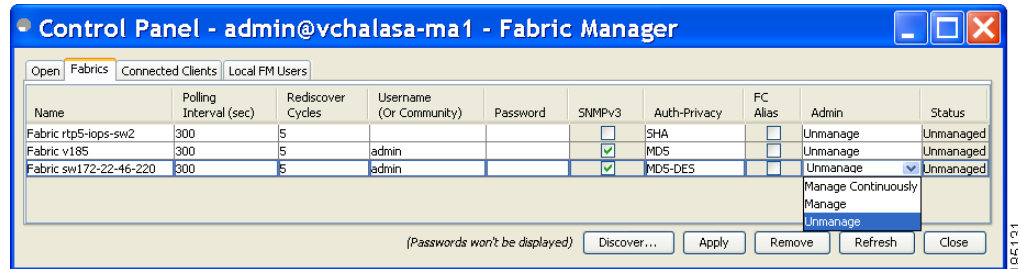 Control Panel - admin@vchalasa-ma1 - Fabric Manager
Open Fabrics Connected Clients Local FM Users
Name Polling Interval (sec) Rediscover Cycles Username (Or Community) Password SNMPv3 Auth-Privacy FC Alias Admin Status
Fabric rtp5-iops-sw2 300 5 SHA Unmanage Unmanaged
Fabric v185 300 5 admin MD5 Unmanage Unmanaged
Fabric sw172-22-46-220 300 5 admin MD5-DES Unmanage Unmanaged
Manage Continuously
Manage
Unmanage
(Passwords won't be displayed) Discover... Apply Remove Refresh Close
185131